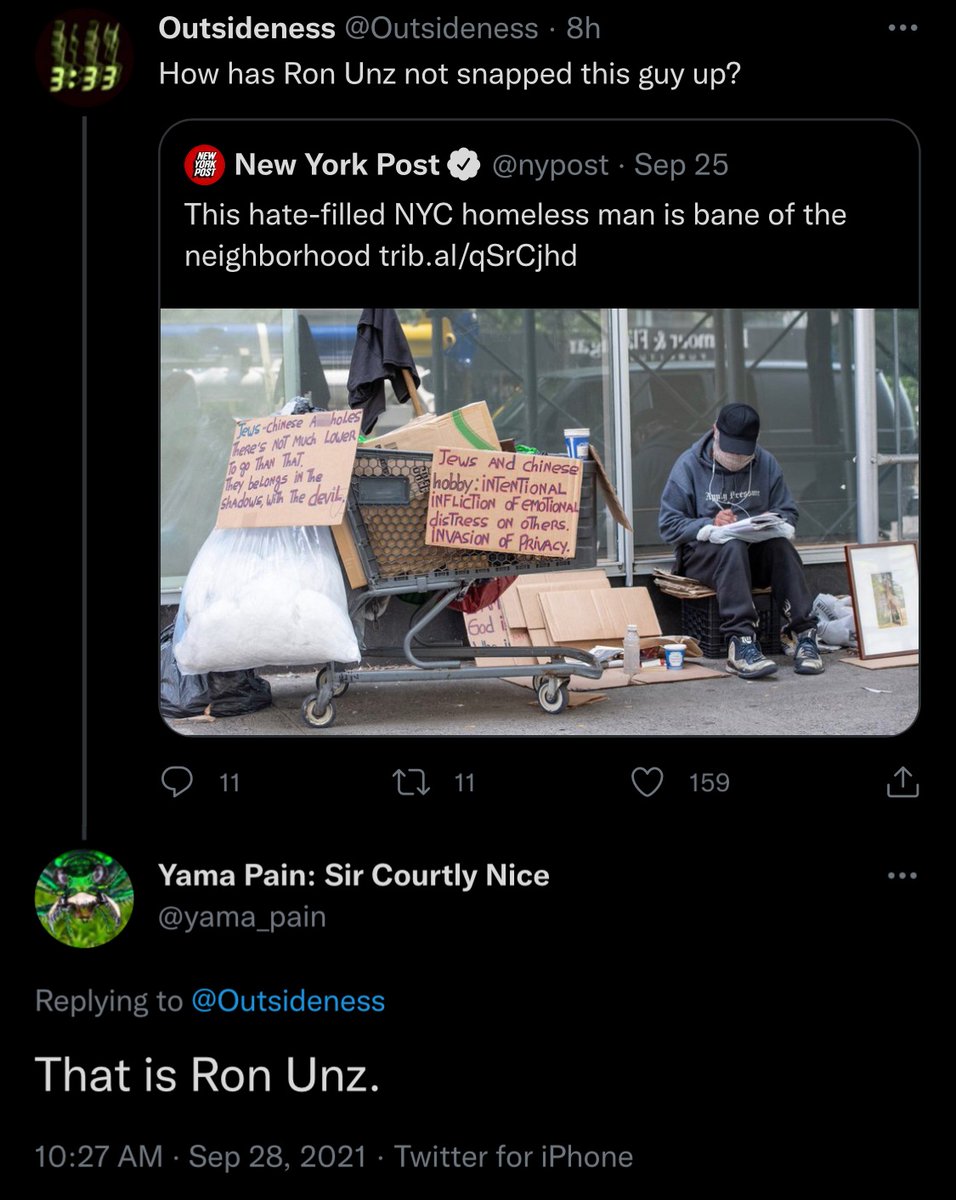 3:33
Outsideness @Outsideness · 8h
How has Ron Unz not snapped this guy up?
NEW
YORK
POST
New York Post @nypost · Sep 25
This hate-filled NYC homeless man is bane of the
neighborhood trib.al/qSrCjhd
Jews-chinese A holes
THERE'S NOT MUCH LOWER
To go THAN THAT.
They beLongs iN THe
SHADOWS, WITH THE devil.
Jews AND chinese
hobby: iNTeNTioNAL
iNFLiCTioN OF eMOTiONAL
disTRess ON OTHeRS.
iNVASioN OF PRiVACY.
God
11 11 159
Yama Pain: Sir Courtly Nice
@yama_pain
Replying to @Outsideness
That is Ron Unz.
10:27 AM · Sep 28, 2021 · Twitter for iPhone